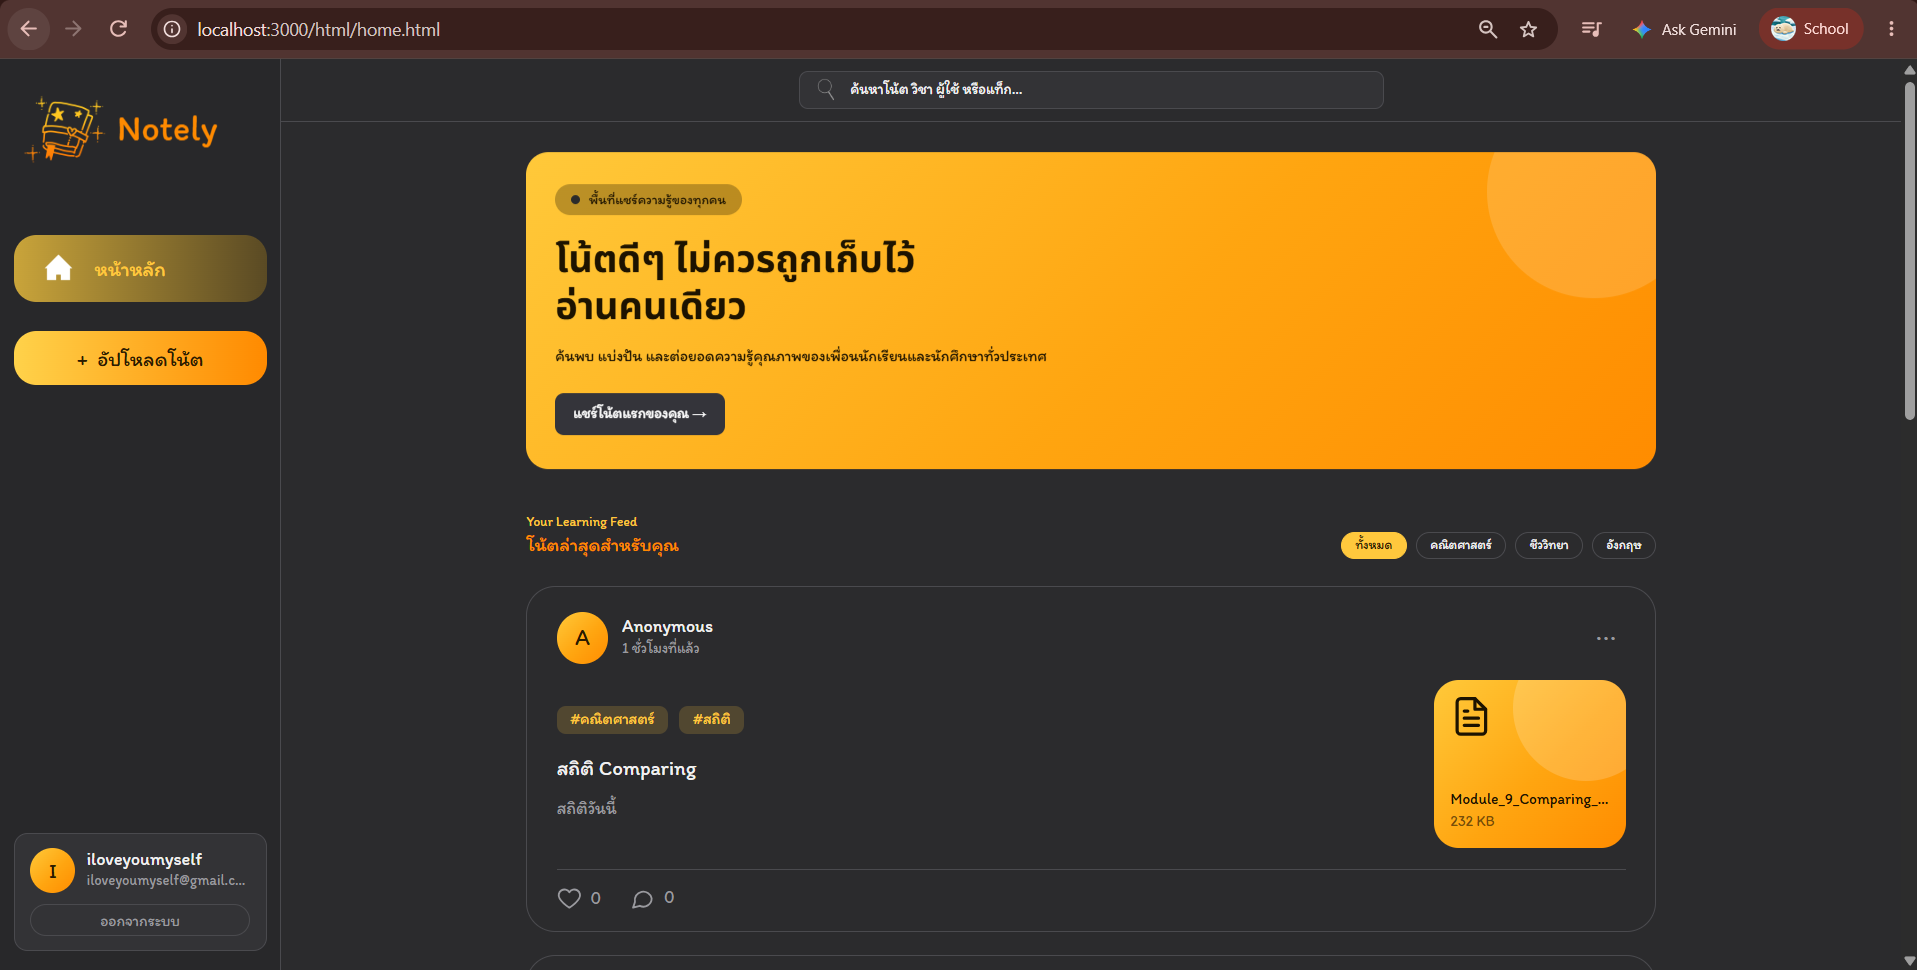 localhost:3000/html/home.html
Ask Gemini
School
Notely
ค้นหาโน้ต วิชา ผู้ใช้ หรือแท็ก...
หน้าหลัก
+ อัปโหลดโน้ต
พื้นที่แชร์ความรู้ของทุกคน
โน้ตดีๆ ไม่ควรถูกเก็บไว้
อ่านคนเดียว
ค้นพบ แบ่งปัน และต่อยอดความรู้คุณภาพของเพื่อนนักเรียนและนักศึกษาทั่วประเทศ
แชร์โน้ตแรกของคุณ →
Your Learning Feed
โน้ตล่าสุดสำหรับคุณ
ทั้งหมด
คณิตศาสตร์
ชีววิทยา
อังกฤษ
A
Anonymous
1 ชั่วโมงที่แล้ว
#คณิตศาสตร์
#สถิติ
สถิติ Comparing
สถิติวันนี้
Module_9_Comparing_...
232 KB
0
0
I
iloveyoumyself
iloveyoumyself@gmail.c...
ออกจากระบบ